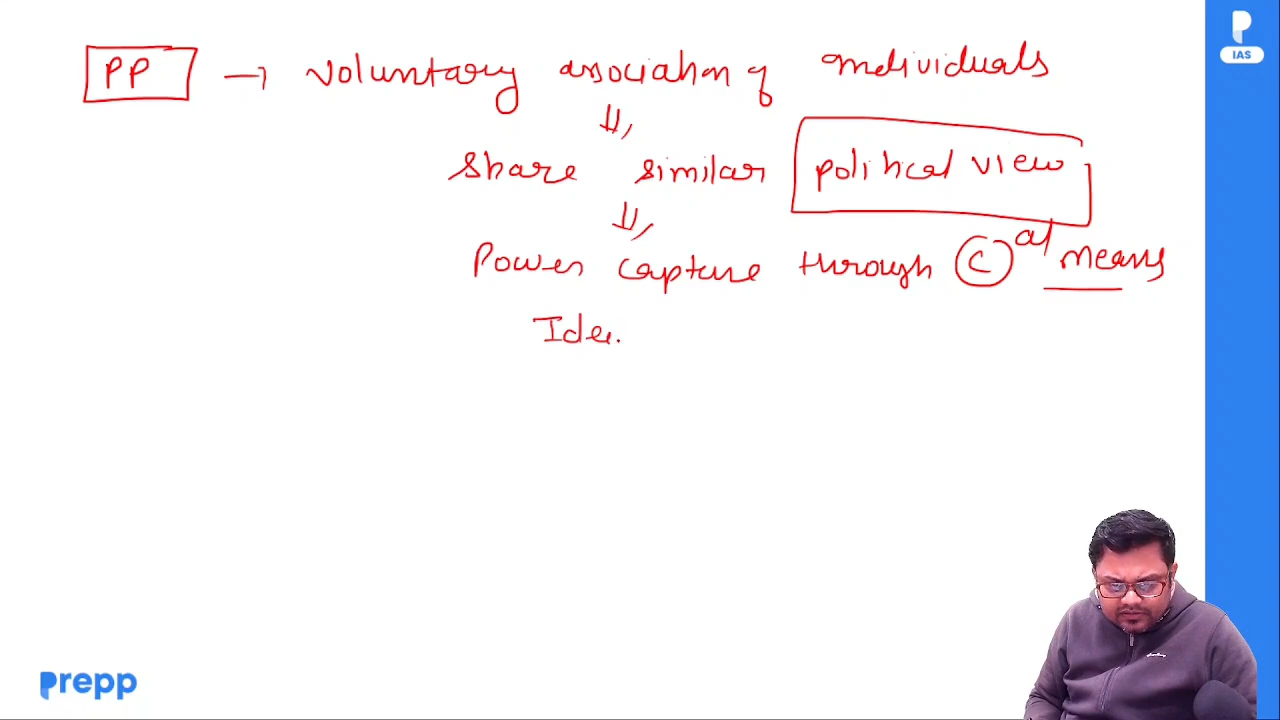 PP → voluntary association of individuals
share similar political view
Power capture through C al means
Ide
IAS
prepp